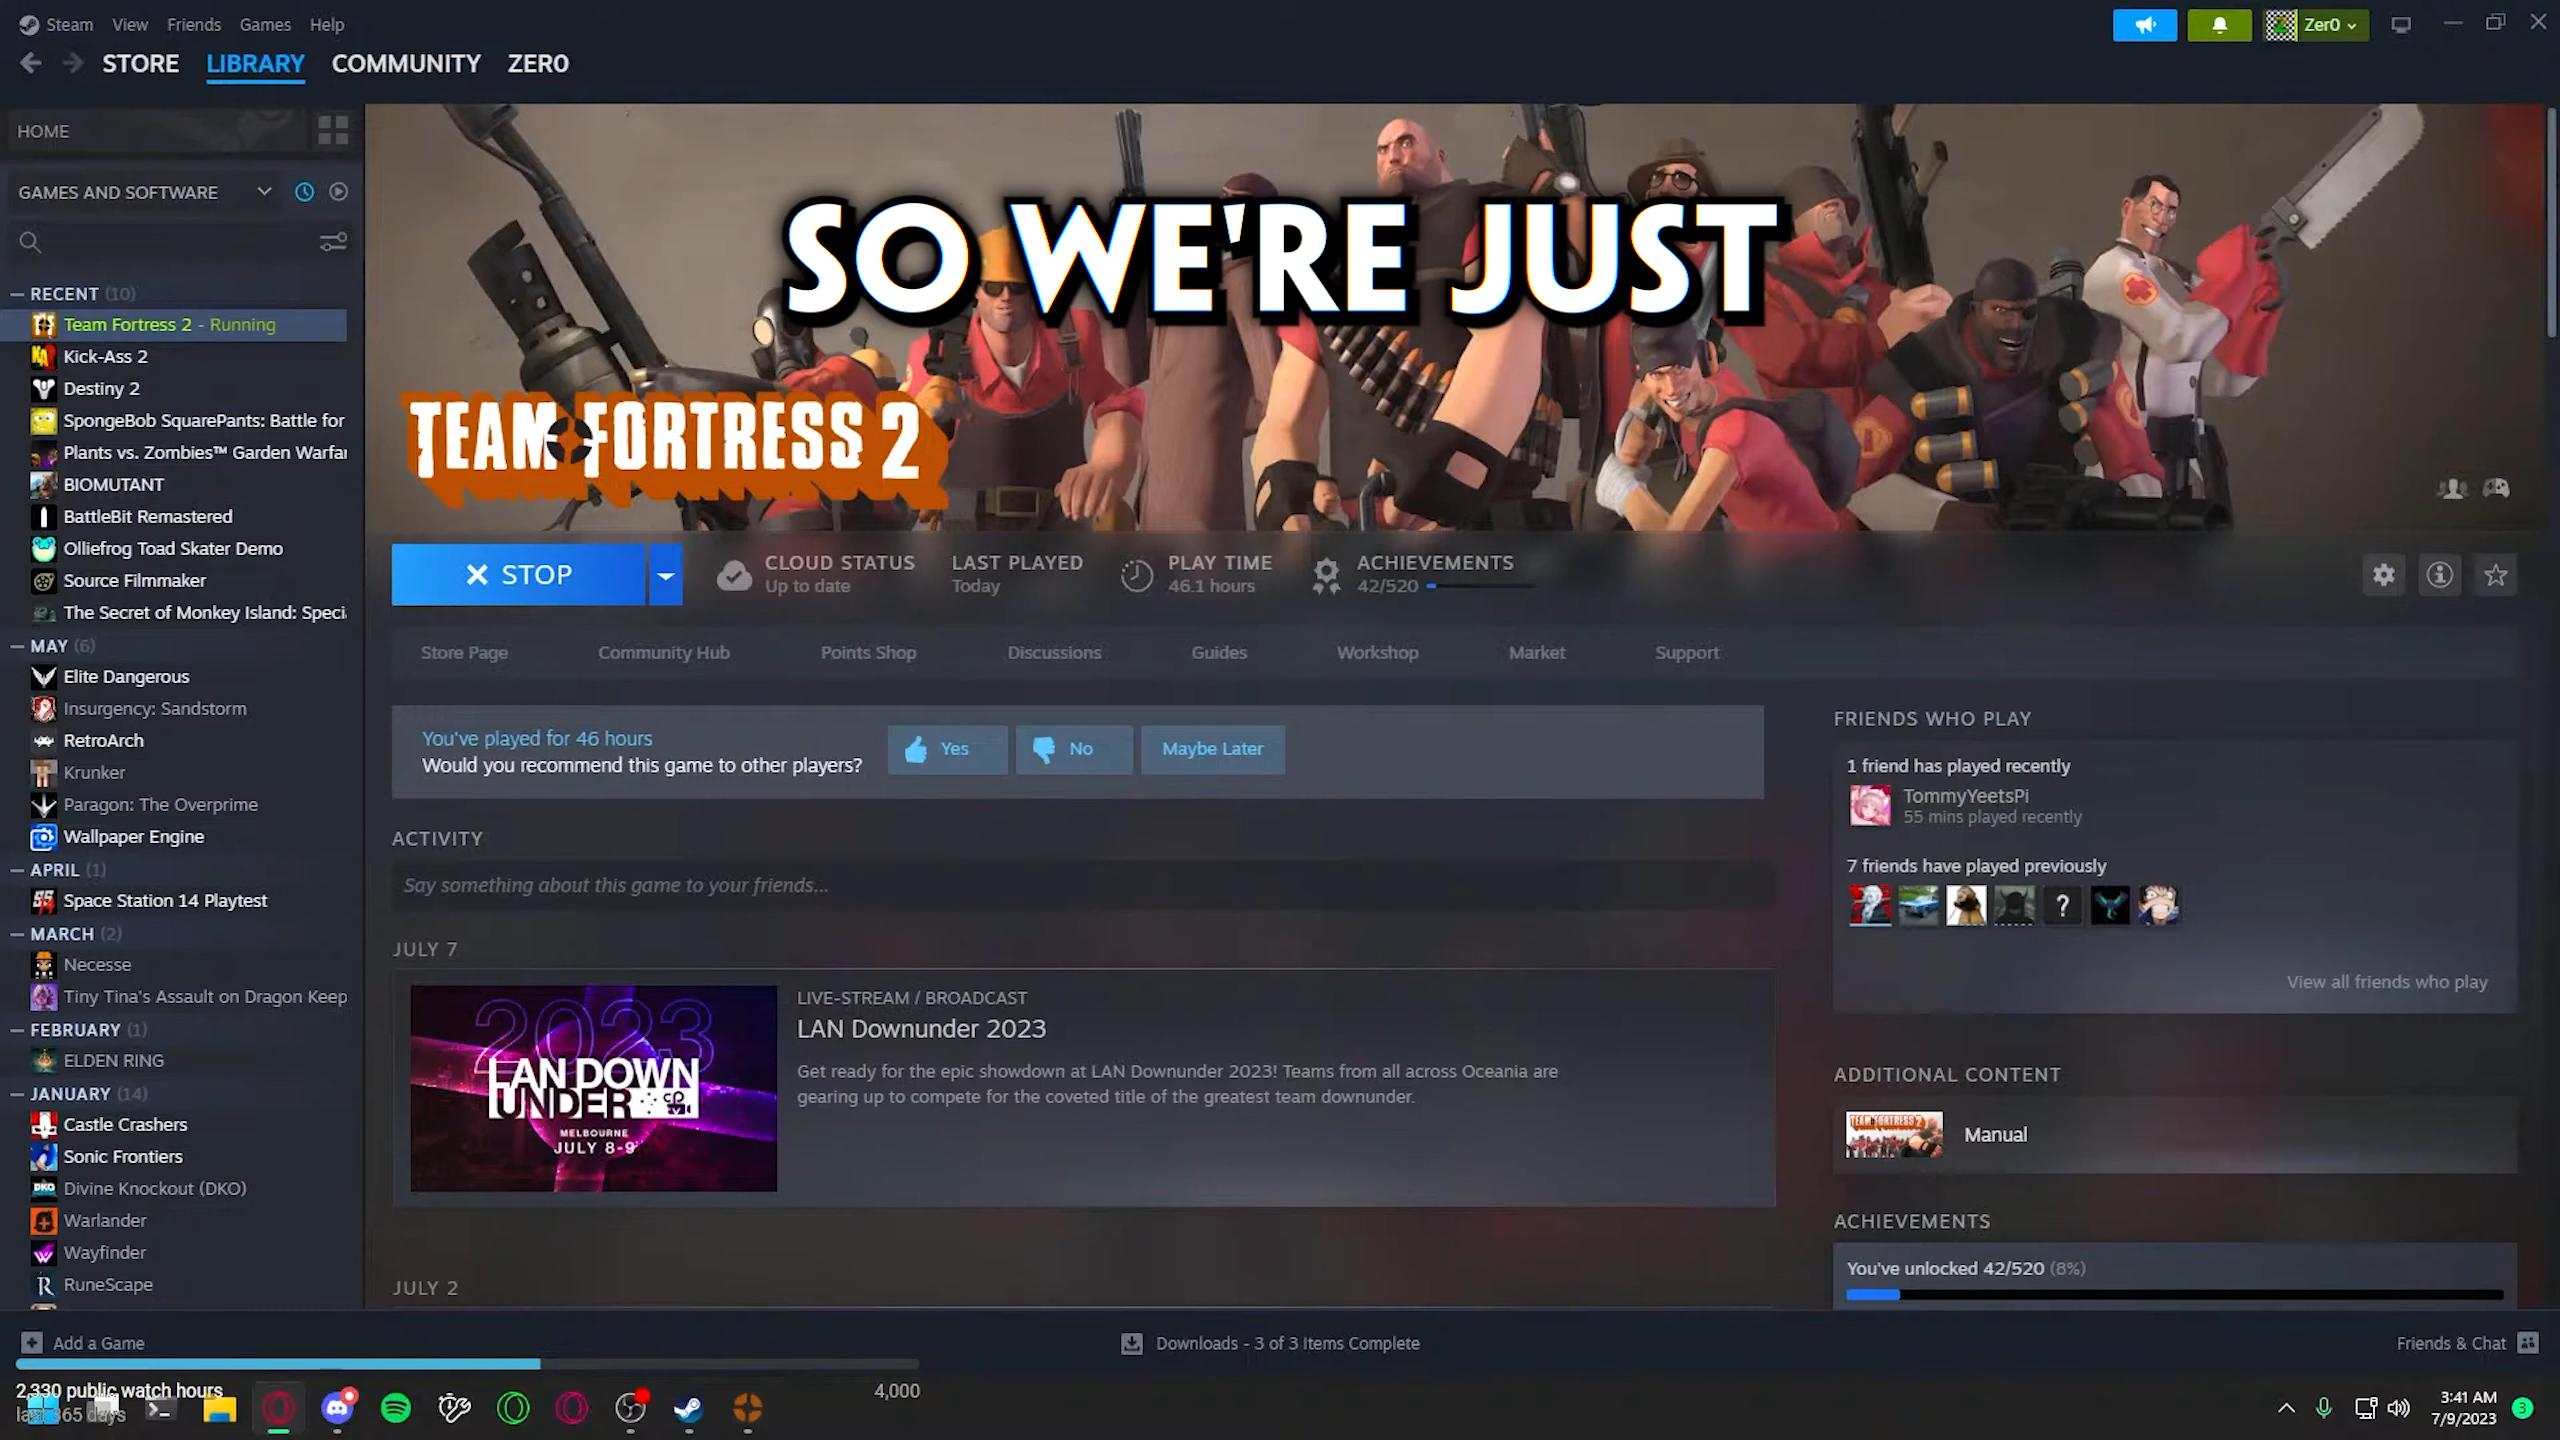 Steam View Friends Games Help
Zer0
STORE LIBRARY COMMUNITY ZER0
HOME
GAMES AND SOFTWARE
RECENT (10)
Team Fortress 2 - Running
Kick-Ass 2
Destiny 2
SpongeBob SquarePants: Battle for
Plants vs. Zombies™ Garden Warfar
BIOMUTANT
BattleBit Remastered
Olliefrog Toad Skater Demo
Source Filmmaker
The Secret of Monkey Island: Speci
MAY (6)
Elite Dangerous
Insurgency: Sandstorm
RetroArch
Krunker
Paragon: The Overprime
Wallpaper Engine
APRIL (1)
Space Station 14 Playtest
MARCH (2)
Necesse
Tiny Tina's Assault on Dragon Keep
FEBRUARY (1)
ELDEN RING
JANUARY (14)
Castle Crashers
Sonic Frontiers
Divine Knockout (DKO)
Warlander
Wayfinder
RuneScape
Add a Game
SO WE'RE JUST
TEAM FORTRESS 2
STOP
CLOUD STATUS
Up to date
LAST PLAYED
Today
PLAY TIME
46.1 hours
ACHIEVEMENTS
42/520
Store Page Community Hub Points Shop Discussions Guides Workshop Market Support
You've played for 46 hours
Would you recommend this game to other players?
Yes No Maybe Later
ACTIVITY
Say something about this game to your friends...
JULY 7
2023
LAN DOWN
UNDER
MELBOURNE
JULY 8-9
LIVE-STREAM / BROADCAST
LAN Downunder 2023
Get ready for the epic showdown at LAN Downunder 2023! Teams from all across Oceania are
gearing up to compete for the coveted title of the greatest team downunder.
JULY 2
FRIENDS WHO PLAY
1 friend has played recently
TommyYeetsPi
55 mins played recently
7 friends have played previously
?
View all friends who play
ADDITIONAL CONTENT
TEAM FORTRESS 2
Manual
ACHIEVEMENTS
You've unlocked 42/520 (8%)
Downloads - 3 of 3 Items Complete
Friends & Chat
2,330 public watch hours
last 365 days
4,000
3:41 AM
7/9/2023
3